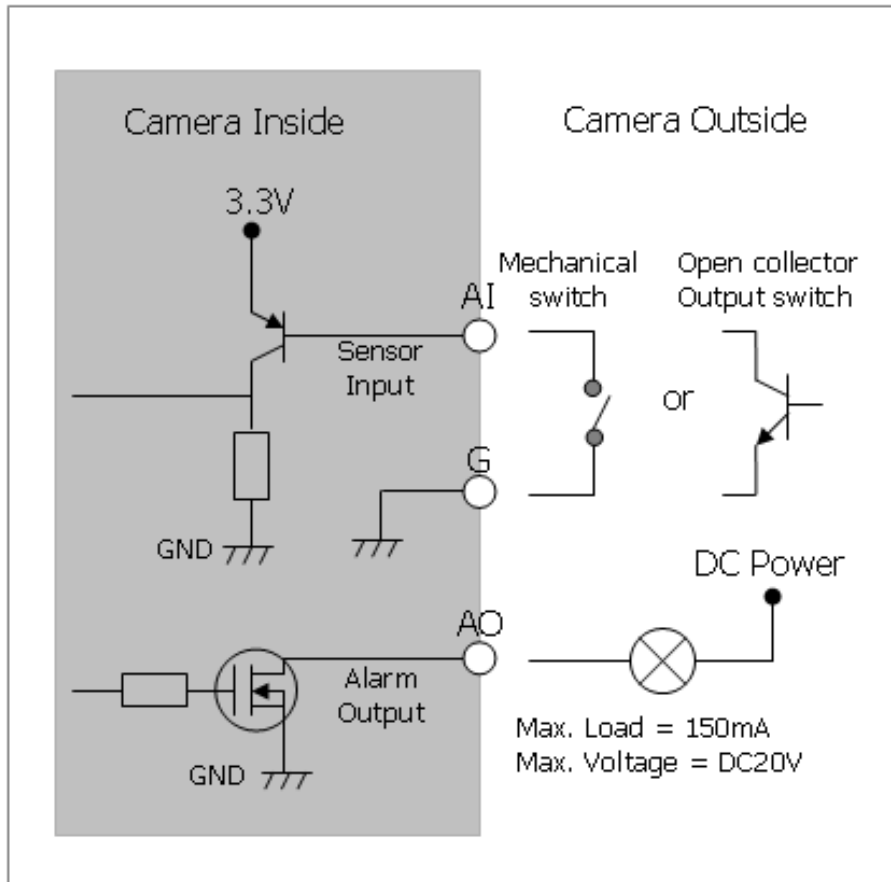 Camera Inside
Camera Outside
3.3V
AI
Mechanical
switch
Open collector
Output switch
Sensor
Input
or
G
GND
DC Power
AO
Alarm
Output
Max. Load = 150mA
Max. Voltage = DC20V
GND